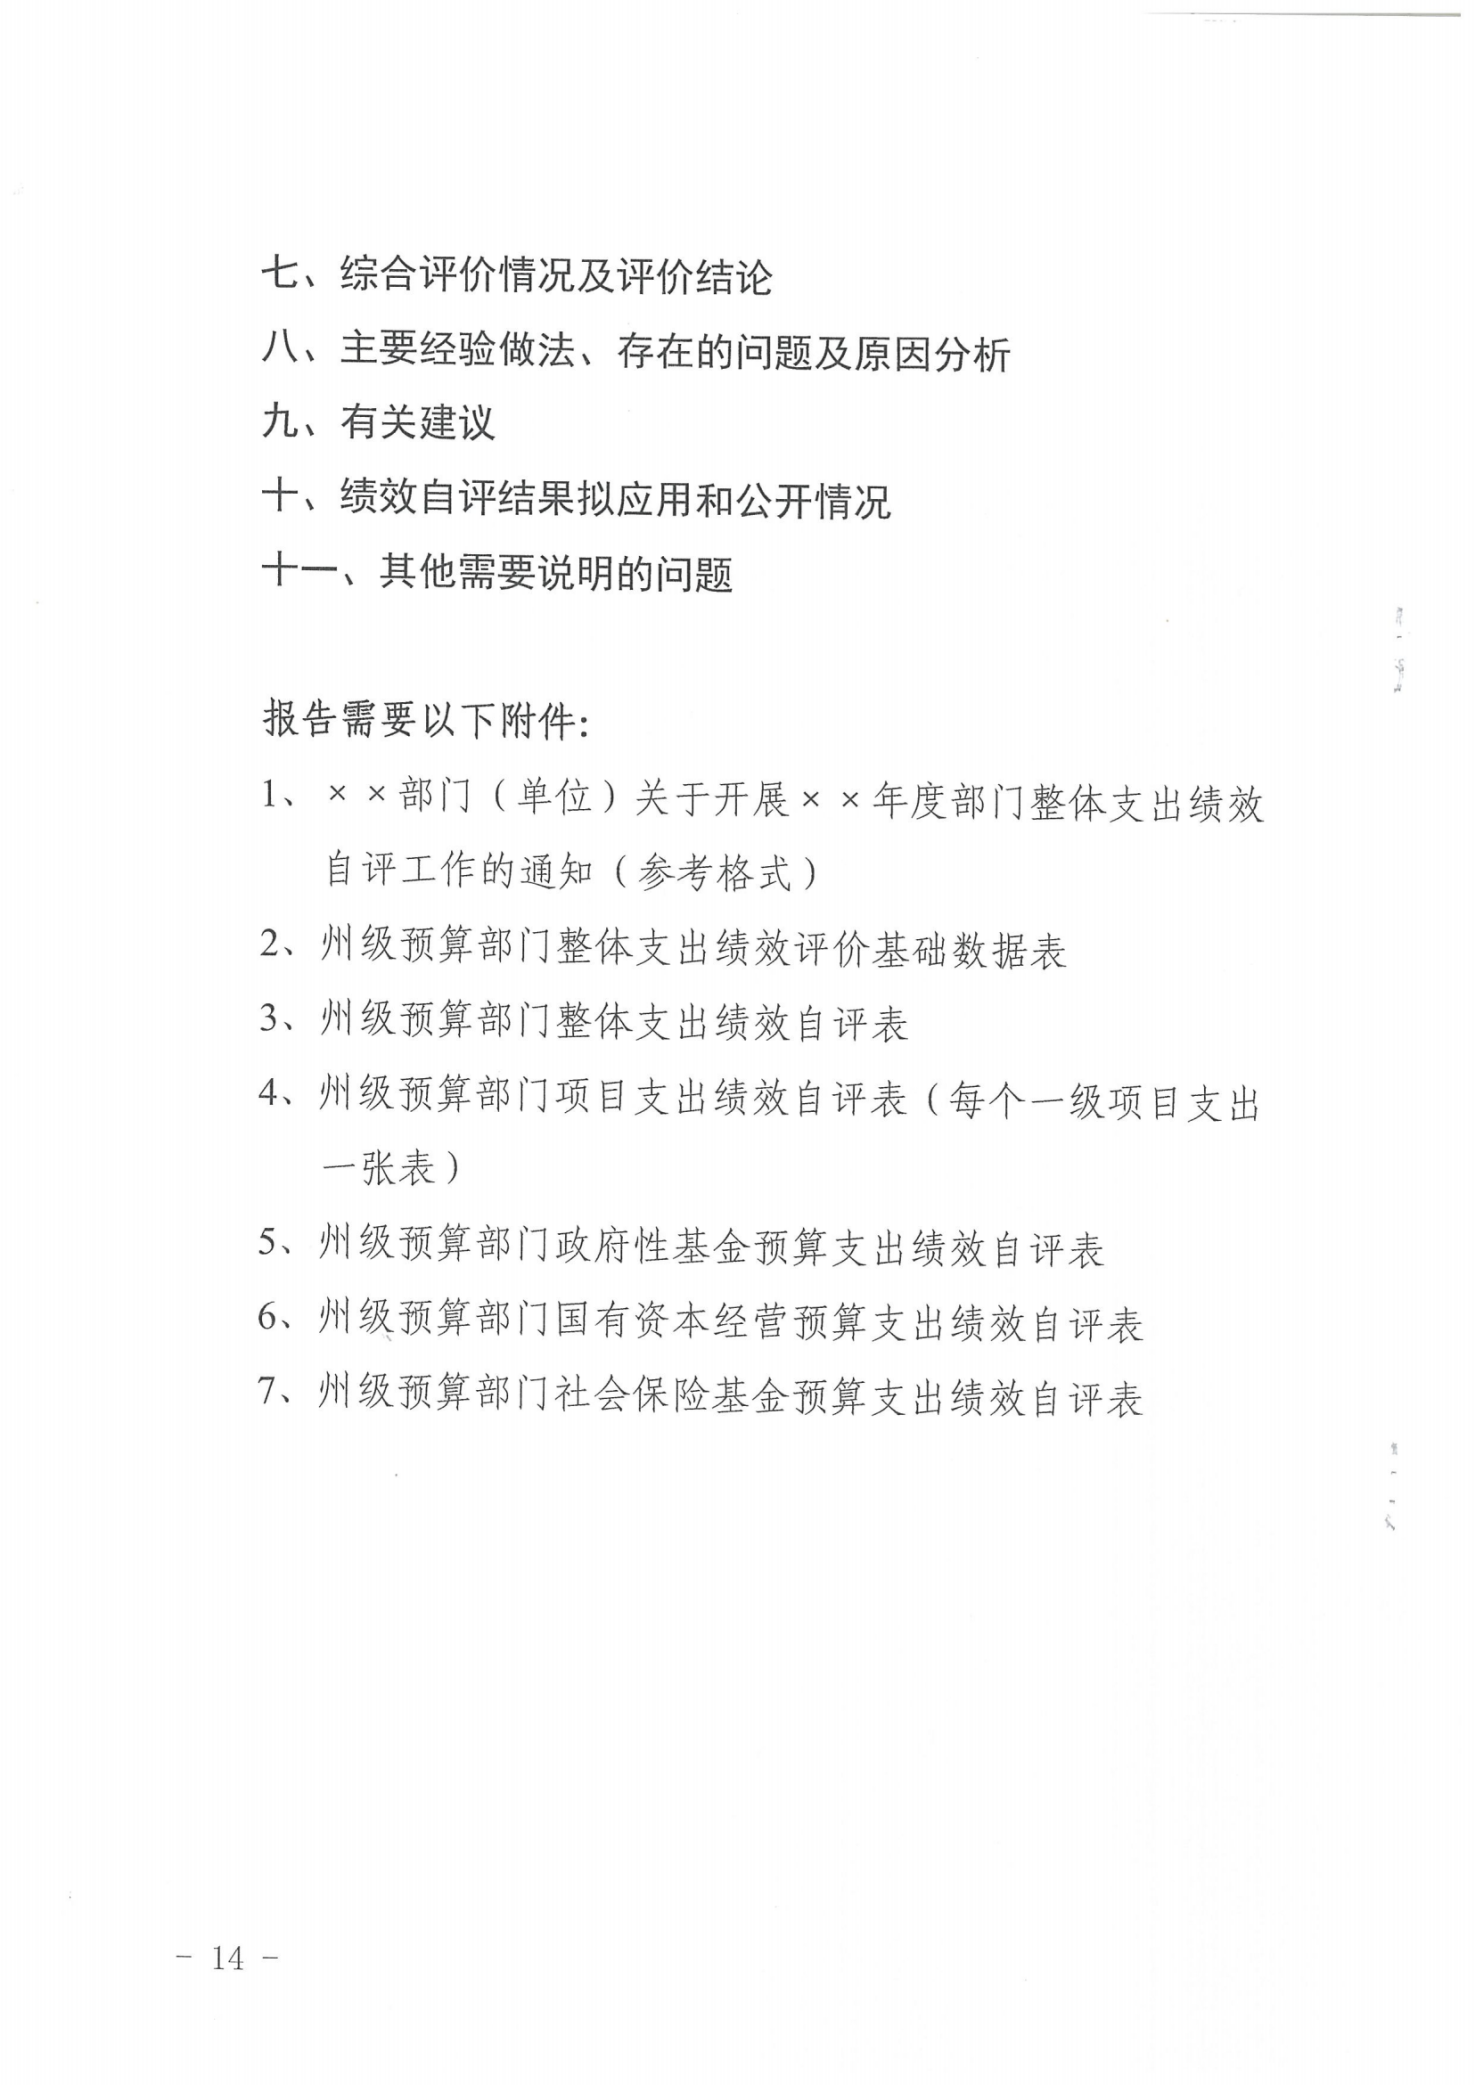 七、综合评价情况及评价结论
八、主要经验做法、存在的问题及原因分析
九、有关建议
十、绩效自评结果拟应用和公开情况
十一、其他需要说明的问题
报告需要以下附件:
1、××部门（单位）关于开展××年度部门整体支出绩效
自评工作的通知（参考格式）
2、州级预算部门整体支出绩效评价基础数据表
3、州级预算部门整体支出绩效自评表
4、州级预算部门项目支出绩效自评表（每个一级项目支出
一张表）
5、州级预算部门政府性基金预算支出绩效自评表
6、州级预算部门国有资本经营预算支出绩效自评表
7、州级预算部门社会保险基金预算支出绩效自评表
- 14 -